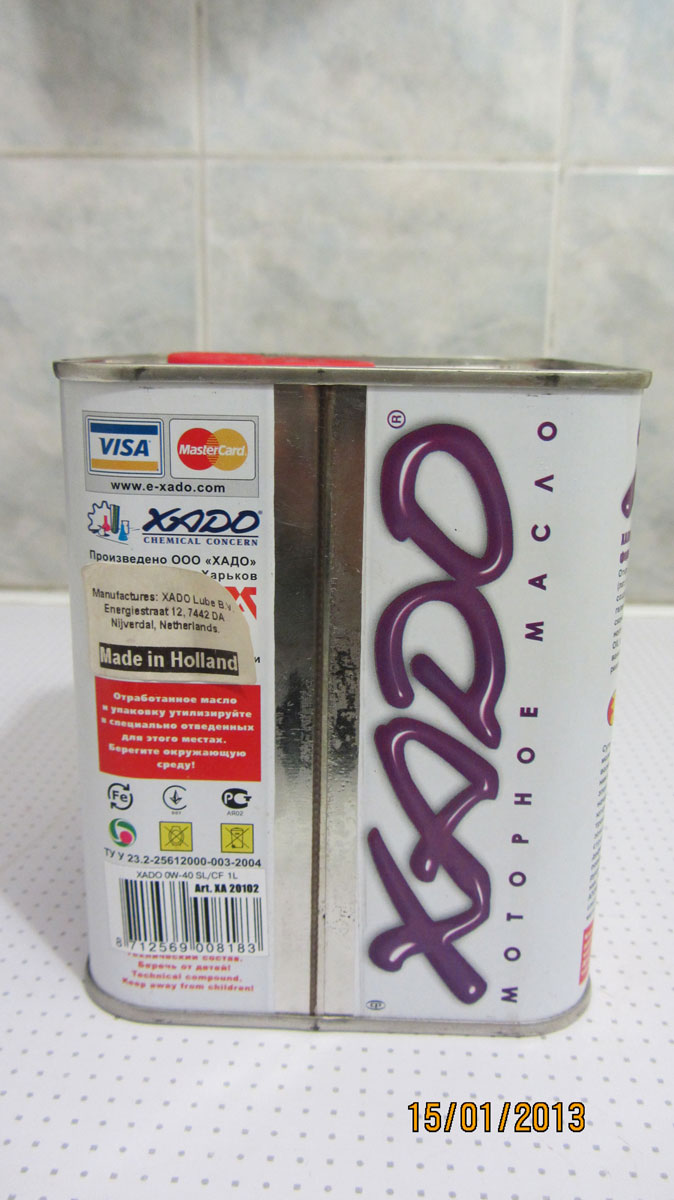 VISA
MasterCard
www.e-xado.com
XADO®
CHEMICAL CONCERN
Произведено ООО «ХАДО»
Харьков
Manufactures: XADO Lube B.V.
Energiestraat 12, 7442 DA
Nijverdal, Netherlands.
Made in Holland
Отработанное масло
и упаковку утилизируйте
в специально отведенных
для этого местах.
Берегите окружающую
среду!
Fe
AR02
ТУ У 23.2-25612000-003-2004
XADO 0W-40 SL/CF 1L
Art. XA 20102
8 712569 008183
Технический состав.
Беречь от детей!
Technical compound.
Keep away from children!
XADO®
МОТОРНОЕ МАСЛО
15/01/2013